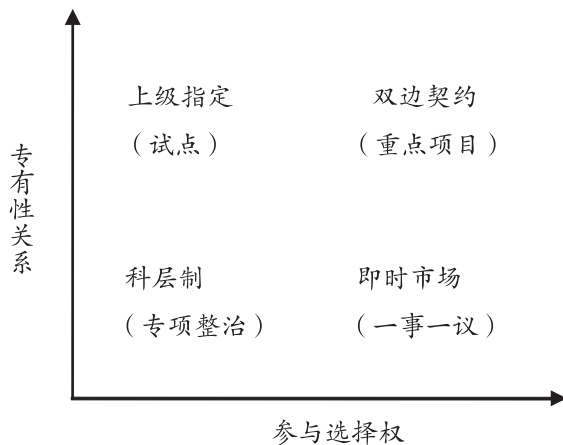 上级指定
（试点）
双边契约
（重点项目）
专有性关系
科层制
（专项整治）
即时市场
（一事一议）
参与选择权